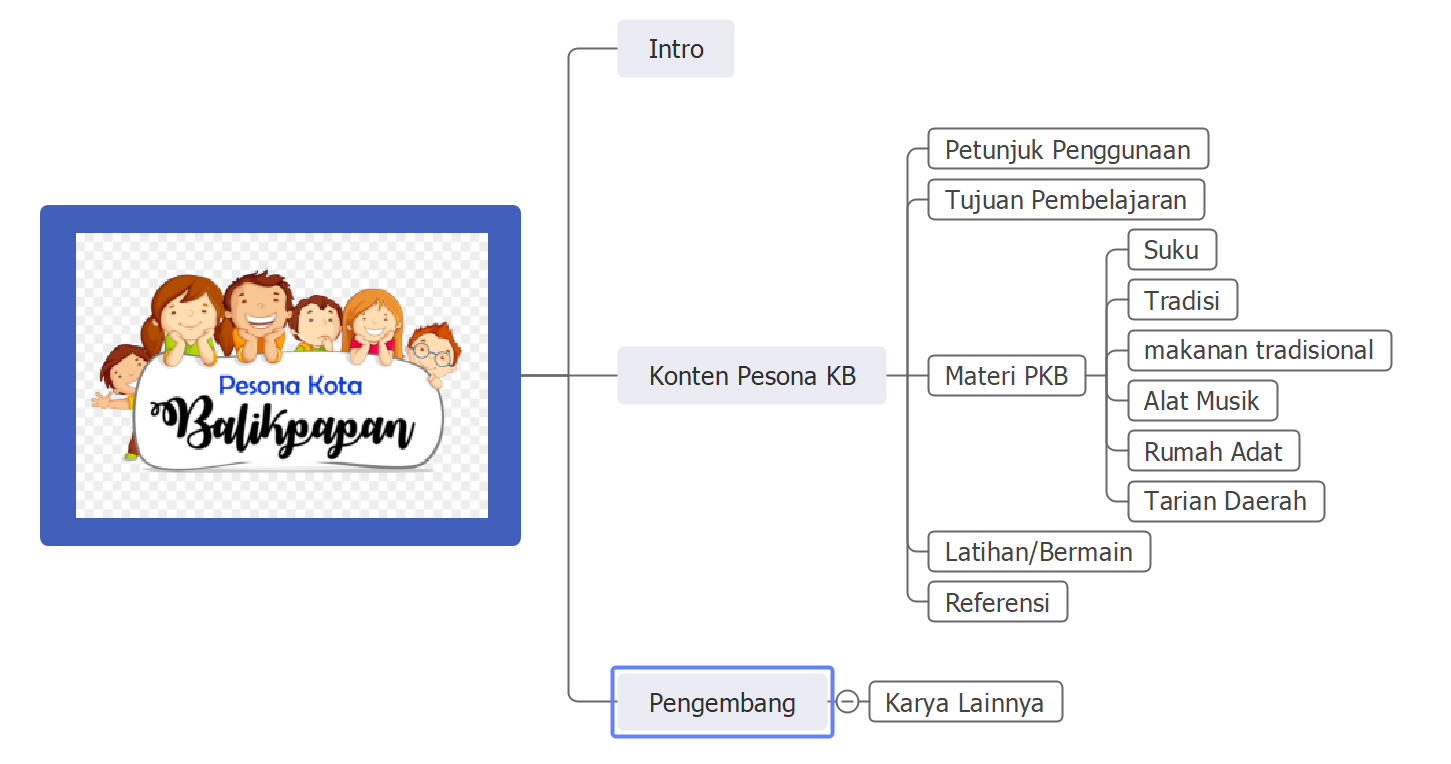 Pesona Kota
Balikpapan
Intro
Konten Pesona KB
Petunjuk Penggunaan
Tujuan Pembelajaran
Materi PKB
Suku
Tradisi
makanan tradisional
Alat Musik
Rumah Adat
Tarian Daerah
Latihan/Bermain
Referensi
Pengembang
Karya Lainnya